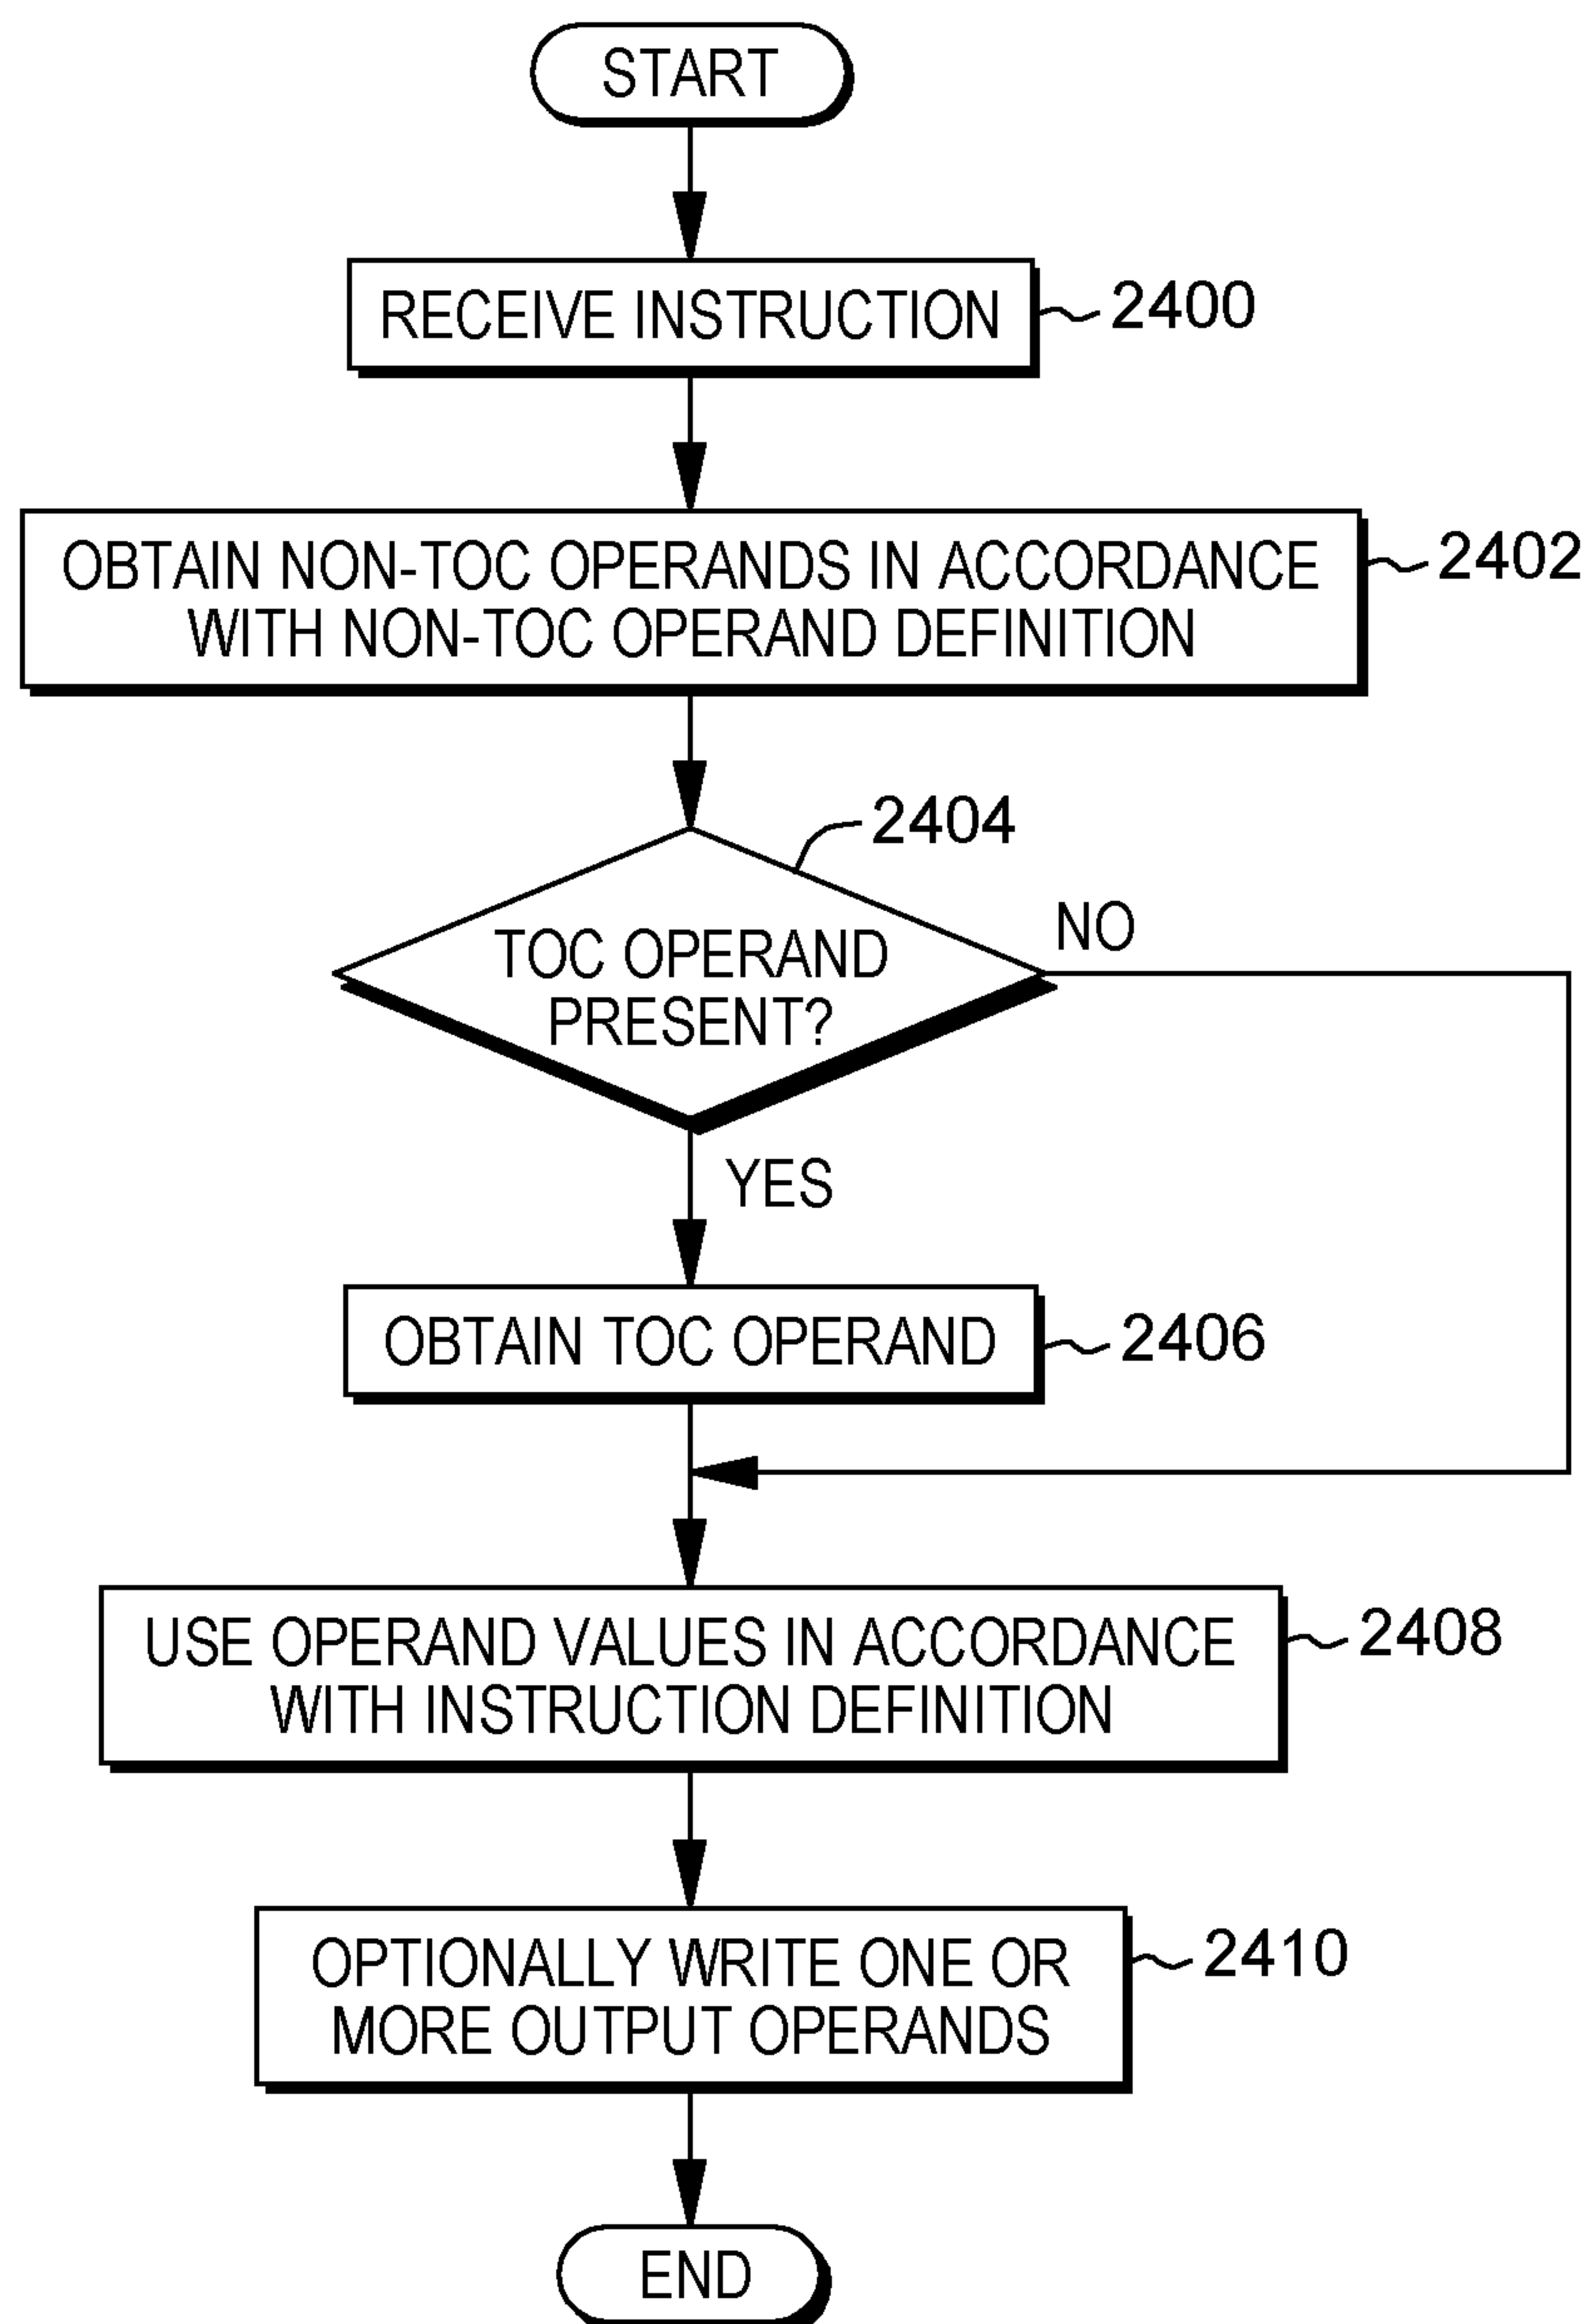 START
RECEIVE INSTRUCTION
2400
OBTAIN NON-TOC OPERANDS IN ACCORDANCE
WITH NON-TOC OPERAND DEFINITION
2402
2404
TOC OPERAND
PRESENT?
NO
YES
OBTAIN TOC OPERAND
2406
USE OPERAND VALUES IN ACCORDANCE
WITH INSTRUCTION DEFINITION
2408
OPTIONALLY WRITE ONE OR
MORE OUTPUT OPERANDS
2410
END